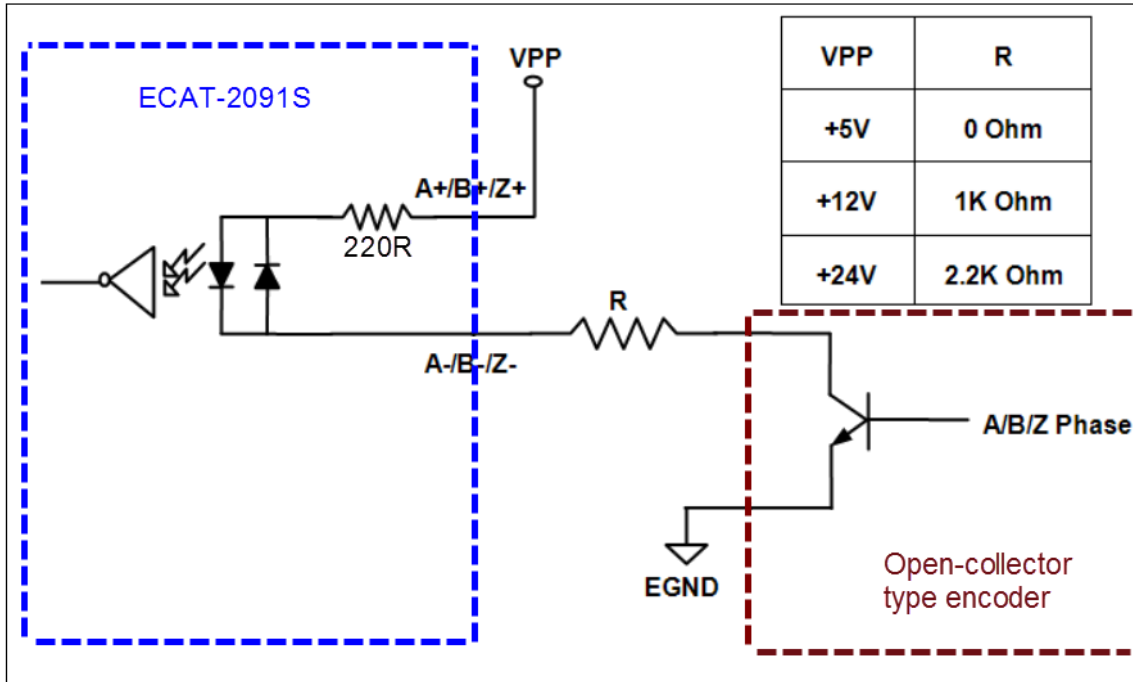 VPP
ECAT-2091S
A+/B+/Z+
220R
R
A-/B-/Z-
A/B/Z Phase
EGND
Open-collector
type encoder
VPP R
+5V 0 Ohm
+12V 1K Ohm
+24V 2.2K Ohm